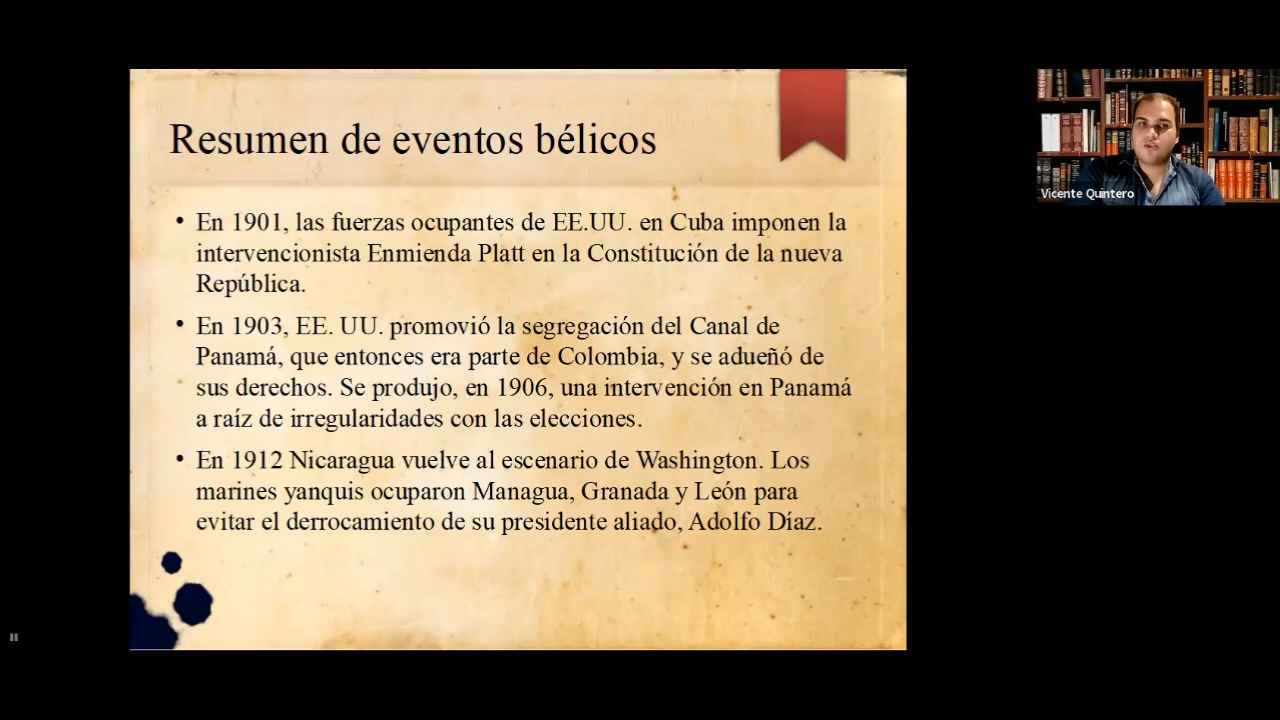 Resumen de eventos bélicos
• En 1901, las fuerzas ocupantes de EE.UU. en Cuba imponen la
intervencionista Enmienda Platt en la Constitución de la nueva
República.
• En 1903, EE. UU. promovió la segregación del Canal de
Panamá, que entonces era parte de Colombia, y se adueñó de
sus derechos. Se produjo, en 1906, una intervención en Panamá
a raíz de irregularidades con las elecciones.
• En 1912 Nicaragua vuelve al escenario de Washington. Los
marines yanquis ocuparon Managua, Granada y León para
evitar el derrocamiento de su presidente aliado, Adolfo Díaz.
Vicente Quintero